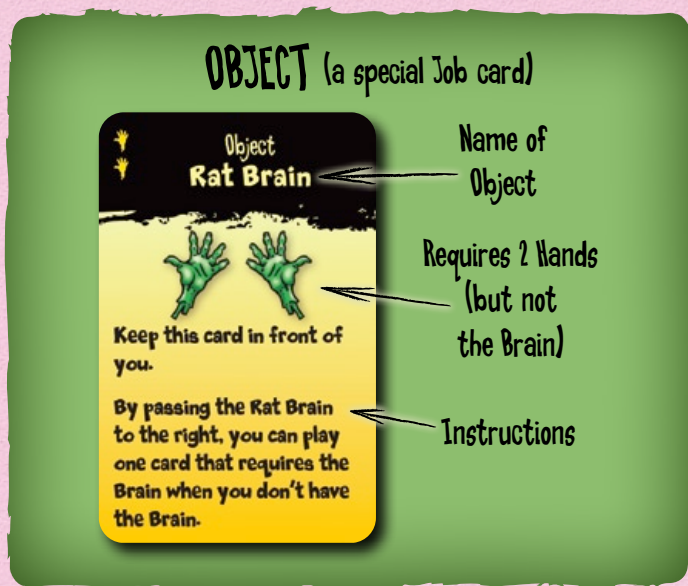 OBJECT (a special Job card)
Object
Rat Brain
Keep this card in front of
you.
By passing the Rat Brain
to the right, you can play
one card that requires the
Brain when you don't have
the Brain.
Name of
Object
Requires 2 Hands
(but not
the Brain)
Instructions